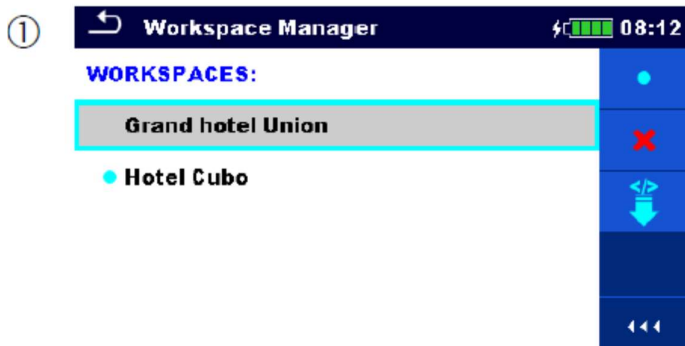 ①
Workspace Manager 08:12
WORKSPACES:
Grand hotel Union
Hotel Cubo
</>